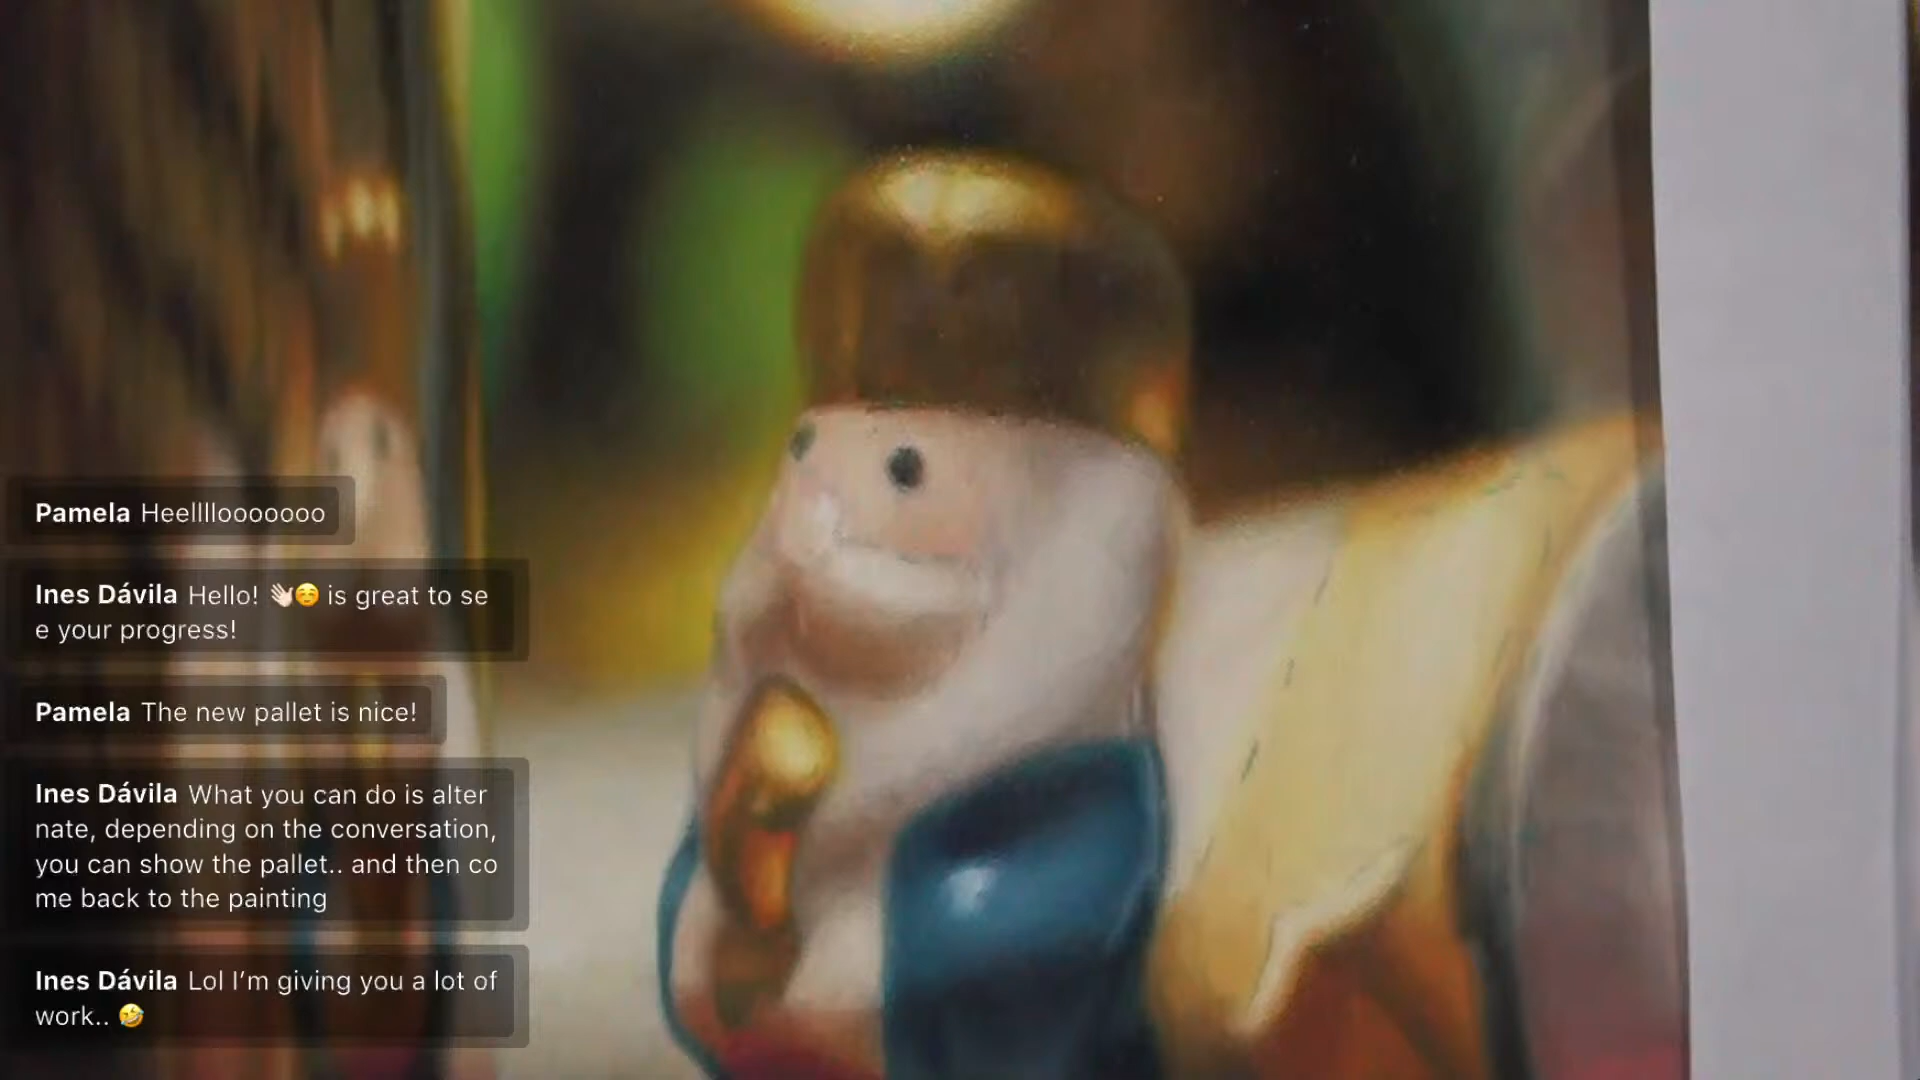 Pamela Heelllloooooooo
Ines Dávila Hello! 👋🏻☺️ is great to se
e your progress!
Pamela The new pallet is nice!
Ines Dávila What you can do is alter
nate, depending on the conversation,
you can show the pallet.. and then co
me back to the painting
Ines Dávila Lol I’m giving you a lot of
work.. 🤣